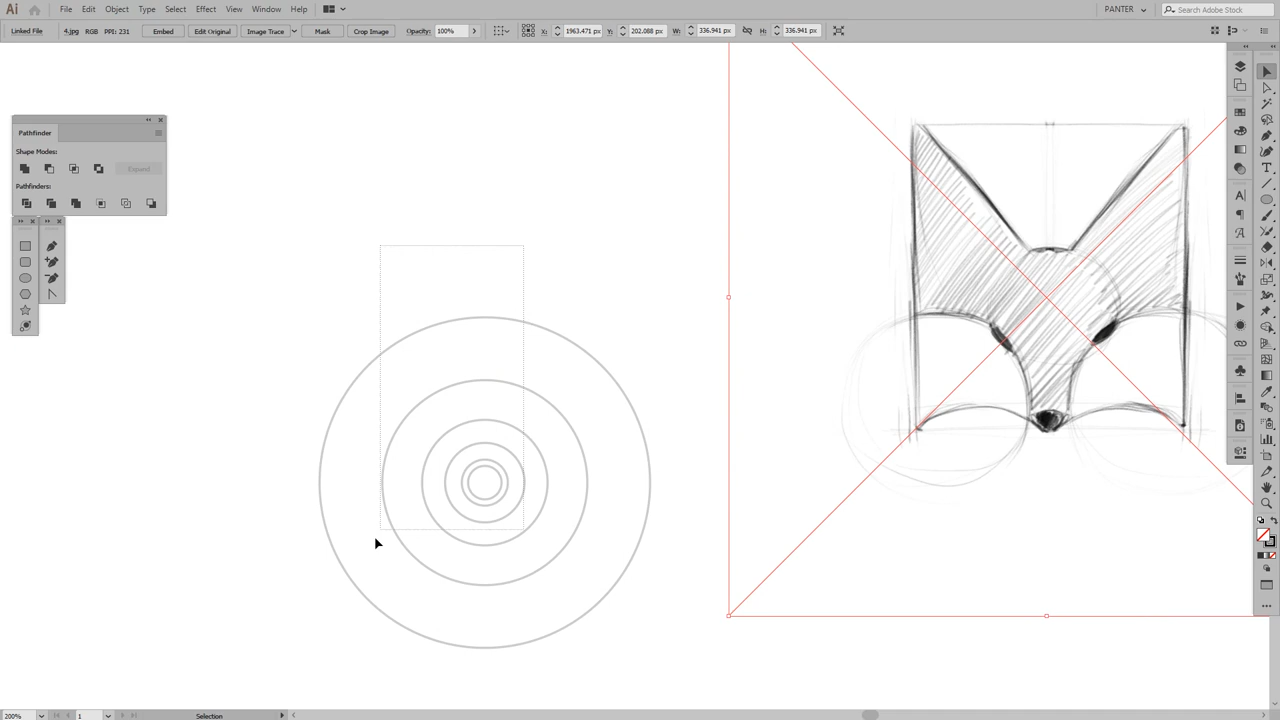 Ai File Edit Object Type Select Effect View Window Help PANTER Search Adobe Stock
Linked File 4.jpg RGB PPI: 231 Embed Edit Original Image Trace Mask Crop Image Opacity: 100% X: 1963.471 px Y: 202.088 px W: 336.941 px H: 336.941 px
Pathfinder
Shape Modes:
Expand
Pathfinders:
200% 1 Selection